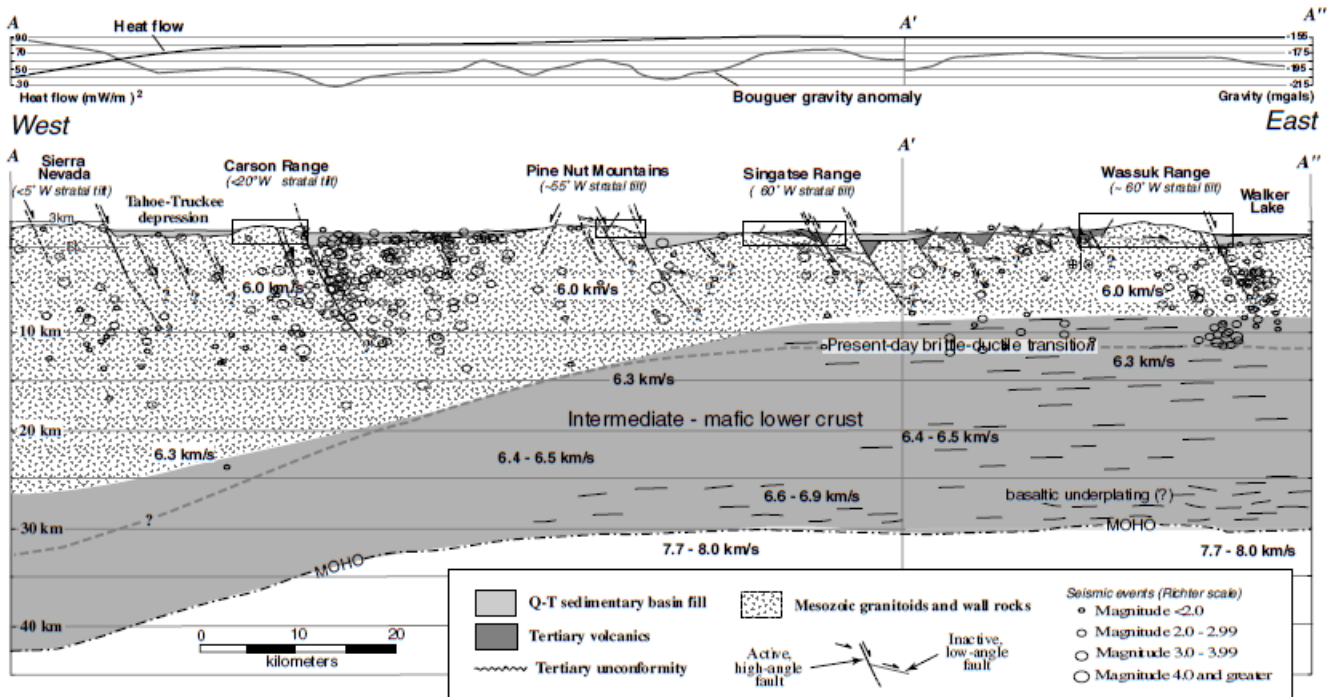 A A' A''
Heat flow
90
70
50
30
-155
-175
-195
-215
Heat flow (mW/m )²
Bouguer gravity anomaly
Gravity (mgals)
West East
A A' A''
Sierra
Nevada
(<5° W stratal tilt)
Carson Range
(<20°W stratal tilt)
Pine Nut Mountains
(~55° W stratal tilt)
Singatse Range
( 60° W stratal tilt)
Wassuk Range
(~ 60° W stratal tilt)
Walker
Lake
Tahoe-Truckee
depression
3km
6.0 km/s 6.0 km/s 6.0 km/s
10 km
Present-day brittle-ductile transition?
6.3 km/s 6.3 km/s
Intermediate - mafic lower crust
20 km
6.3 km/s 6.4 - 6.5 km/s 6.4 - 6.5 km/s
6.6 - 6.9 km/s basaltic underplating (?)
?
30 km
MOHO MOHO
7.7 - 8.0 km/s 7.7 - 8.0 km/s
40 km
0 10 20
kilometers
Q-T sedimentary basin fill
Tertiary volcanics
Tertiary unconformity
Mesozoic granitoids and wall rocks
Active,
high-angle
fault
Inactive,
low-angle
fault
Seismic events (Richter scale)
Magnitude <2.0
Magnitude 2.0 - 2.99
Magnitude 3.0 - 3.99
Magnitude 4.0 and greater